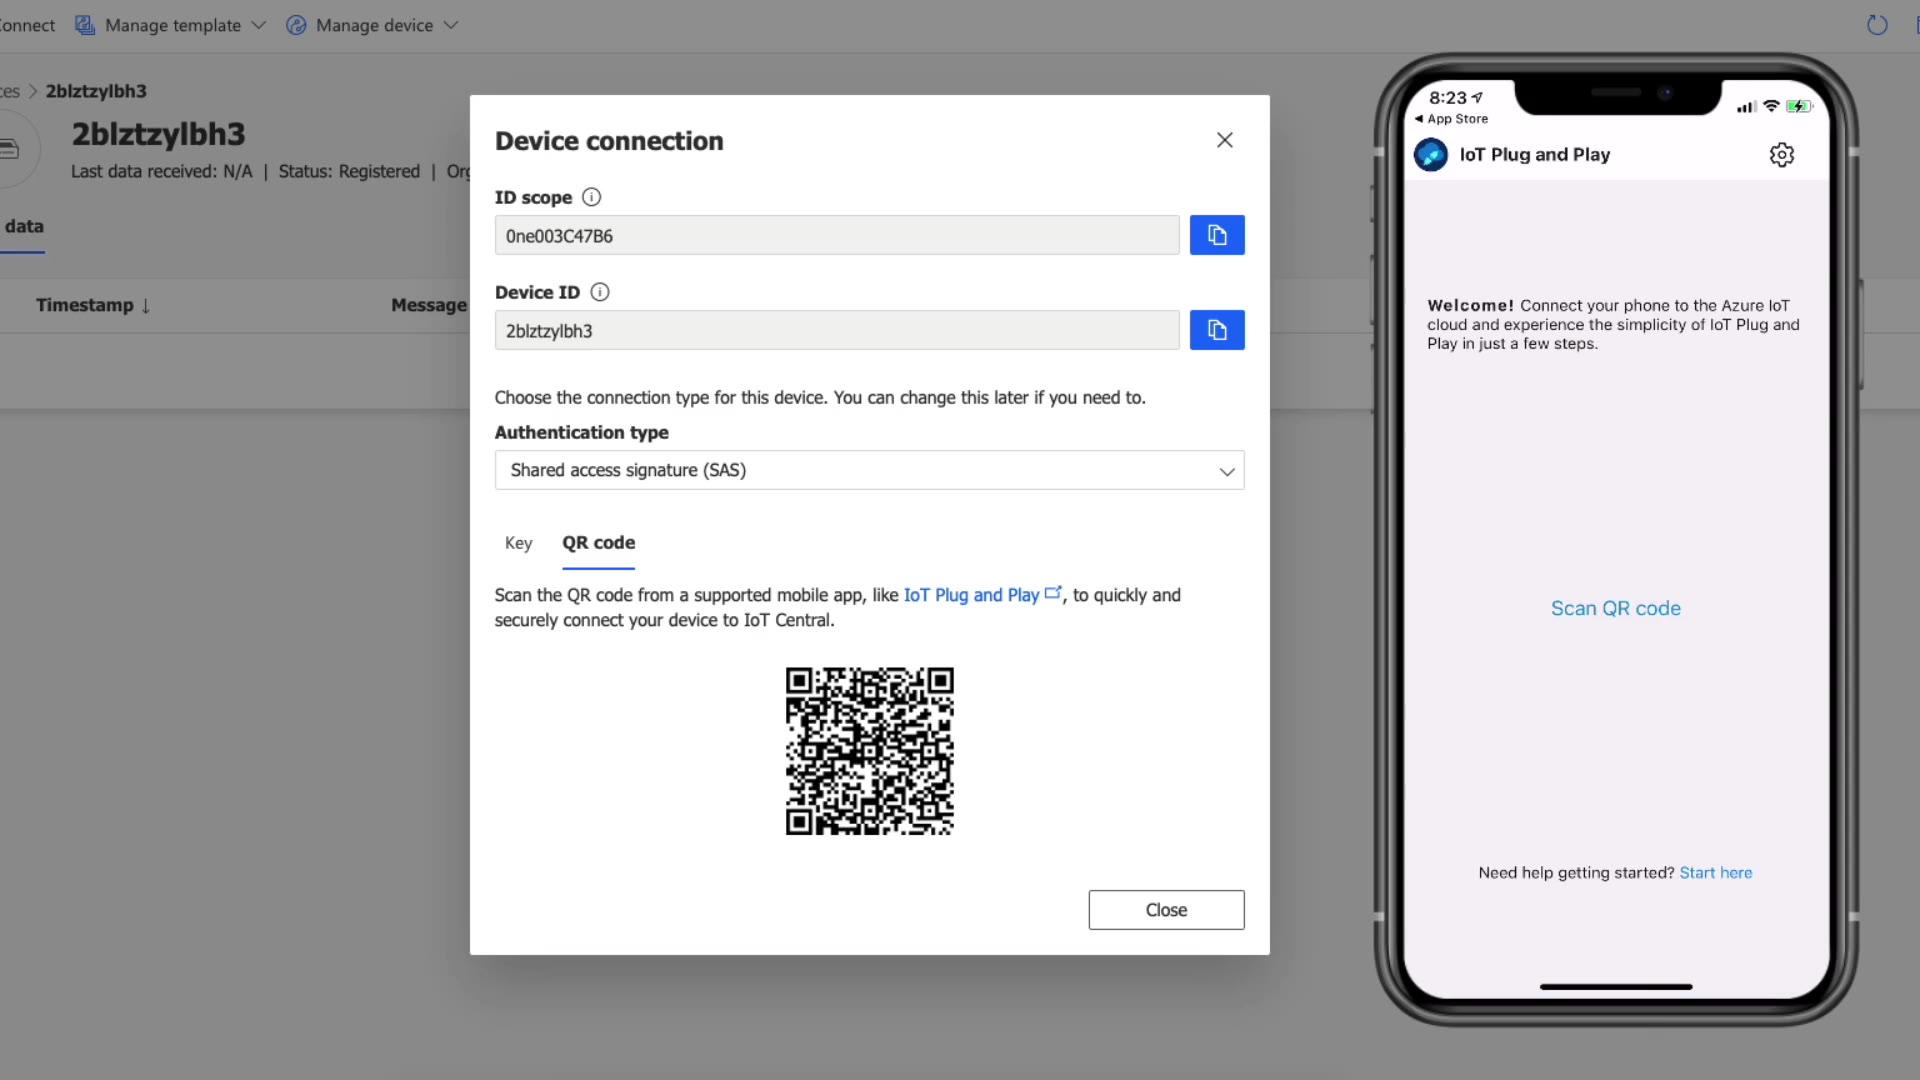 onnect Manage template Manage device
ces > 2blztzylbh3
2blztzylbh3
Last data received: N/A | Status: Registered | Org
data
Timestamp ↓ Message
Device connection
ID scope
0ne003C47B6
Device ID
2blztzylbh3
Choose the connection type for this device. You can change this later if you need to.
Authentication type
Shared access signature (SAS)
Key QR code
Scan the QR code from a supported mobile app, like IoT Plug and Play, to quickly and
securely connect your device to IoT Central.
Close
8:23
App Store
IoT Plug and Play
Welcome! Connect your phone to the Azure IoT
cloud and experience the simplicity of IoT Plug and
Play in just a few steps.
Scan QR code
Need help getting started? Start here